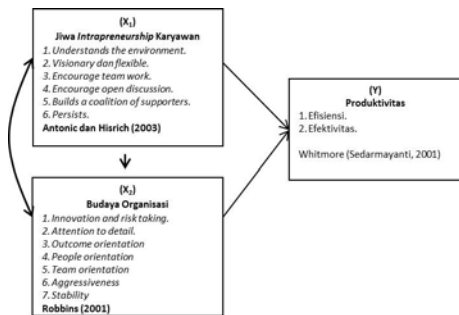 (X₁)
Jiwa Intrapreneurship Karyawan
1. Understands the environment.
2. Visionary dan flexible.
3. Encourage team work.
4. Encourage open discussion.
5. Builds a coalition of supporters.
6. Persists.
Antonic dan Hisrich (2003)
(X₂)
Budaya Organisasi
1. Innovation and risk taking.
2. Attention to detail.
3. Outcome orientation
4. People orientation
5. Team orientation
6. Aggressiveness
7. Stability
Robbins (2001)
(Y)
Produktivitas
1. Efisiensi.
2. Efektivitas.
Whitmore (Sedarmayanti, 2001)